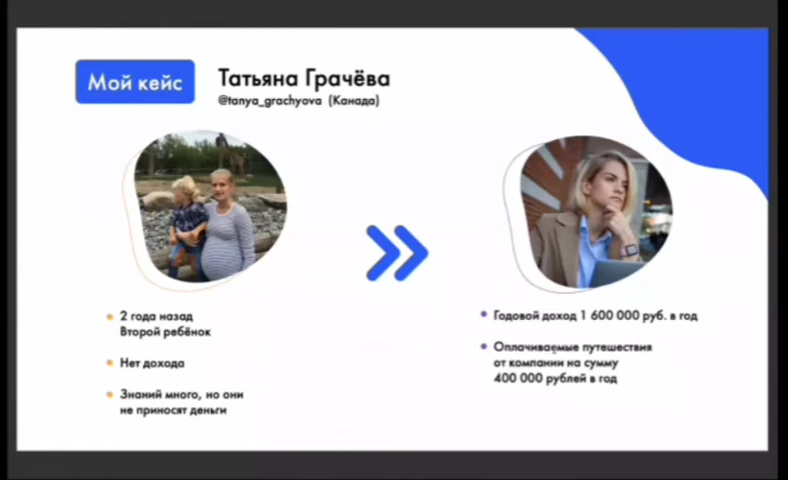 Мой кейс
Татьяна Грачёва
@tanya_grachyova (Канада)
2 года назад
Второй ребёнок
Нет дохода
Знаний много, но они
не приносят деньги
Годовой доход 1 600 000 руб. в год
Оплачиваемые путешествия
от компании на сумму
400 000 рублей в год